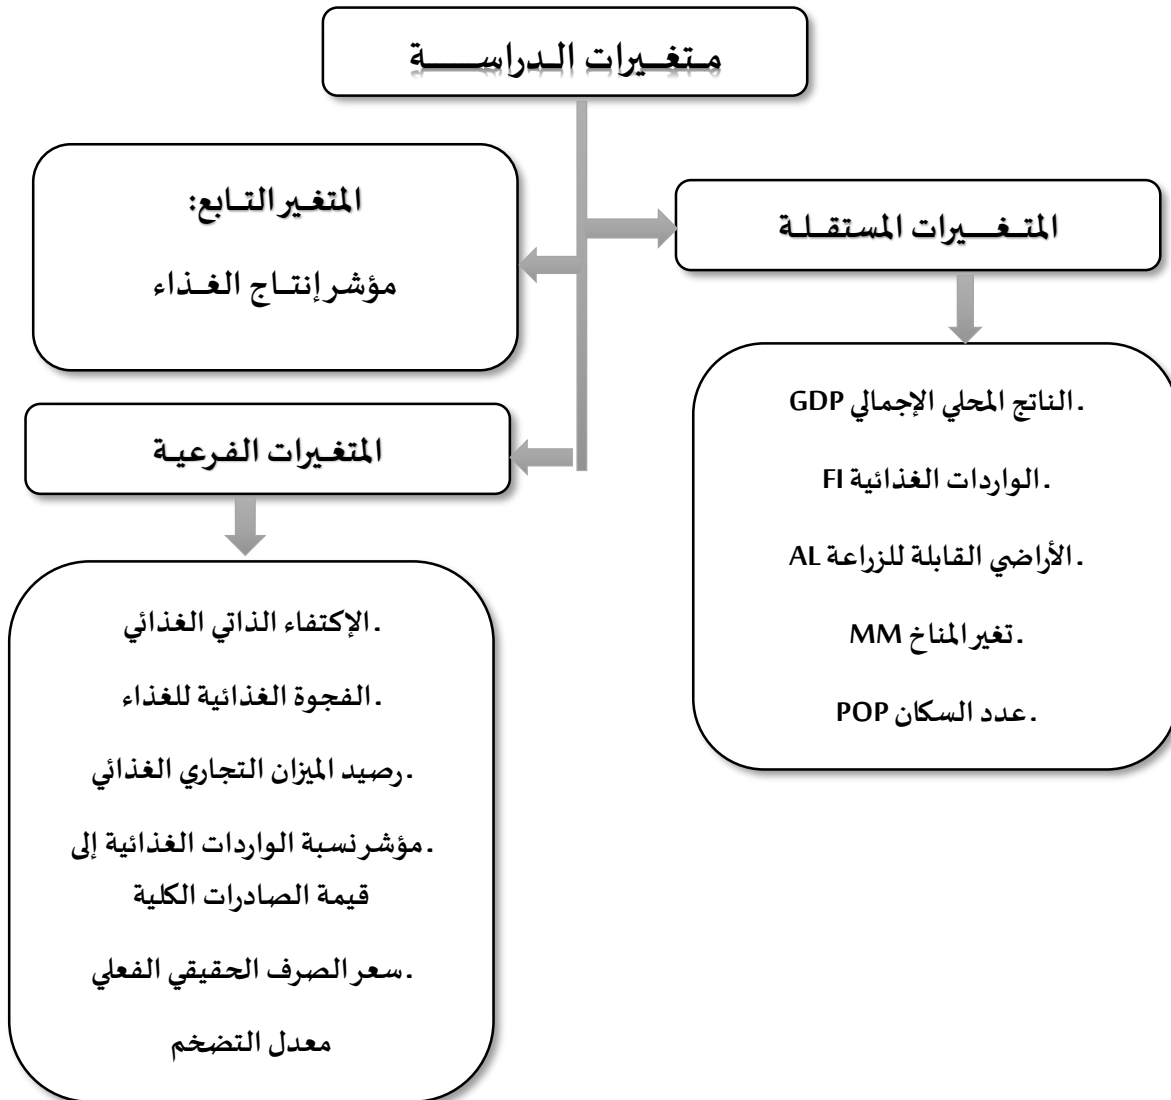 متغيرات الدراسة
المتغير التابع:
مؤشر إنتاج الغذاء
المتغيرات المستقلة
. الناتج المحلي الإجمالي GDP
. الواردات الغذائية FI
. الأراضي القابلة للزراعة AL
. تغير المناخ MM
. عدد السكان POP
المتغيرات الفرعية
. الإكتفاء الذاتي الغذائي
. الفجوة الغذائية للغذاء
. رصيد الميزان التجاري الغذائي
. مؤشر نسبة الواردات الغذائية إلى
قيمة الصادرات الكلية
. سعر الصرف الحقيقي الفعلي
معدل التضخم